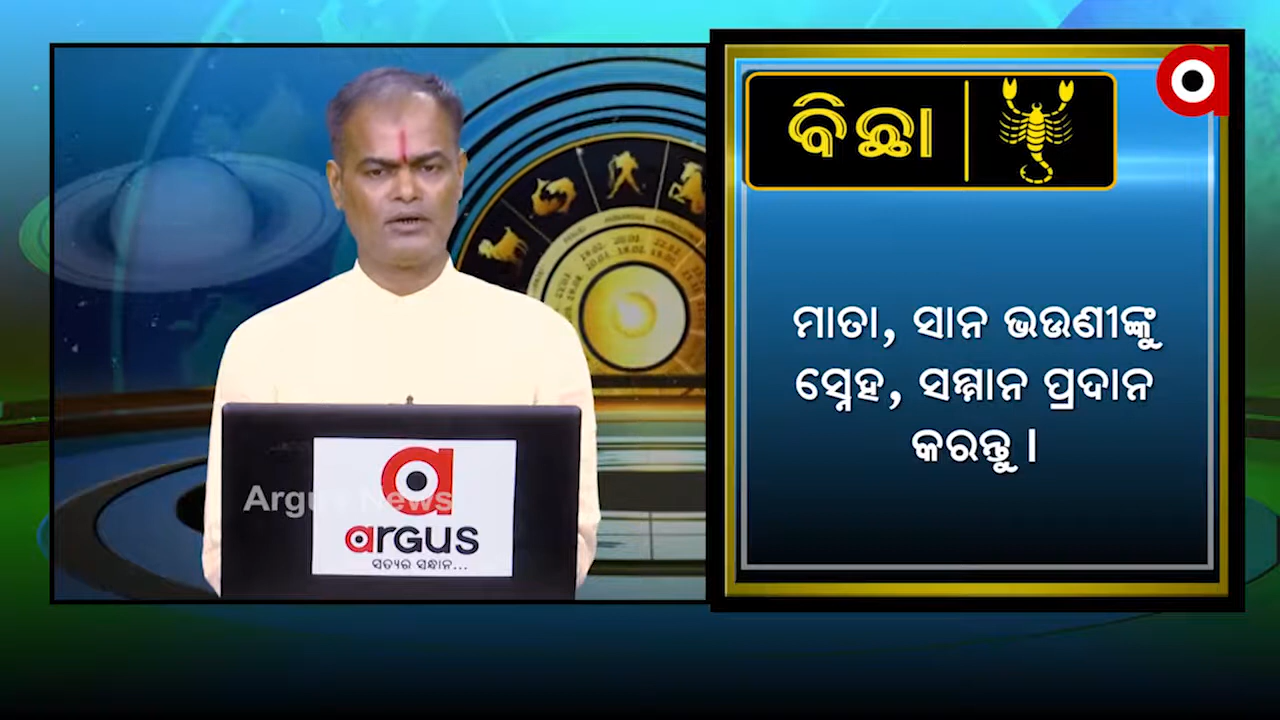 ବିଛା
ମାତା, ସାନ ଭଉଣୀଙ୍କୁ
ସ୍ନେହ, ସମ୍ମାନ ପ୍ରଦାନ
କରନ୍ତୁ ।
Argus News
argus
ସତ୍ୟର ସନ୍ଧାନ...